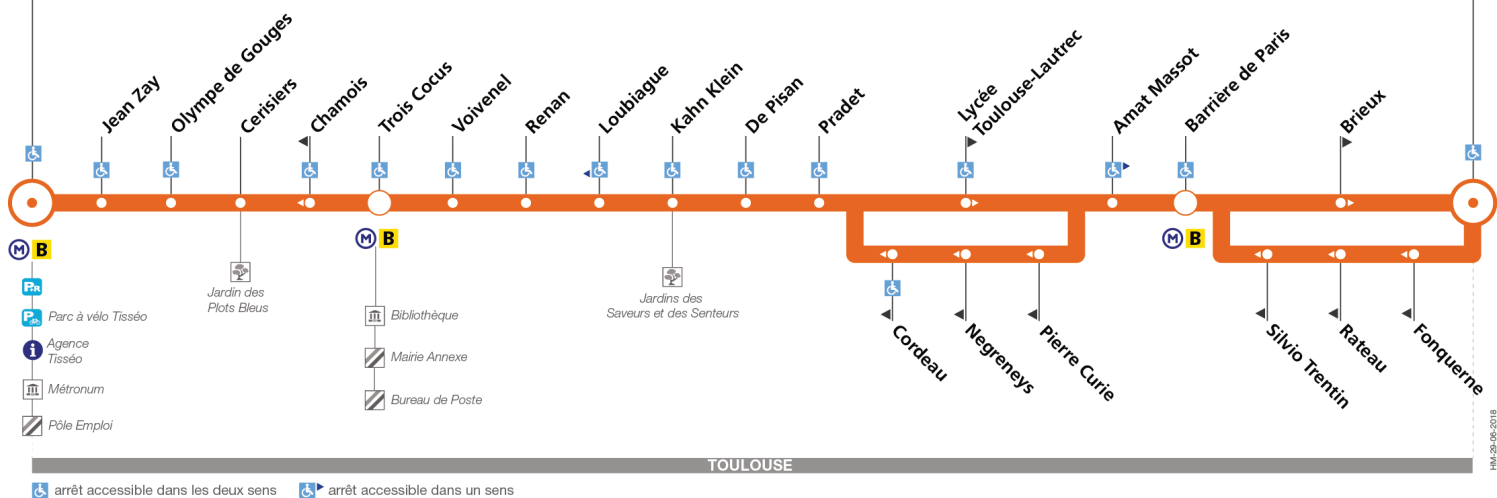 Jean Zay
Olympe de Gouges
Cerisiers
Chamois
Trois Cocus
Voivenel
Renan
Loubiague
Kahn Klein
De Pisan
Pradet
Lycée
Toulouse-Lautrec
Amat Massot
Barrière de Paris
Brieux
M B
M B
M B
P+R
P
Parc à vélo Tisséo
i
Agence
Tisséo
Métronum
Pôle Emploi
Jardin des
Plots Bleus
Bibliothèque
Mairie Annexe
Bureau de Poste
Jardins des
Saveurs et des Senteurs
Cordeau
Negreneys
Pierre Curie
Silvio Trentin
Rateau
Fonquerne
HM-29-06-2018
TOULOUSE
arrêt accessible dans les deux sens
arrêt accessible dans un sens